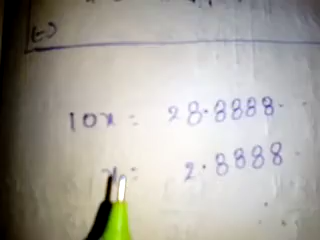 (-)
10x = 28.8888.
x = 2.8888